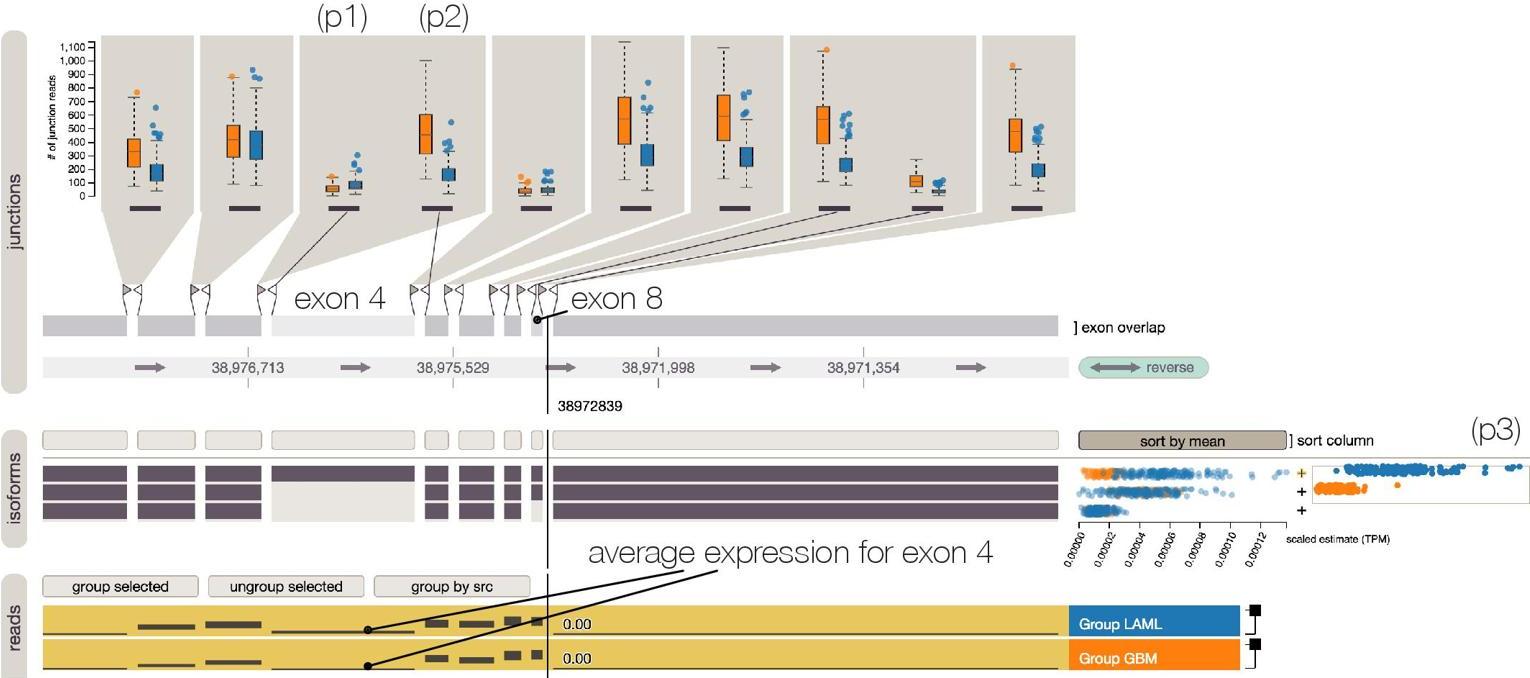 (p1) (p2)
junctions
# of junction reads
1,100
1,000
900
800
700
600
500
400
300
200
100
0
exon 4 exon 8
] exon overlap
38,976,713 38,975,529 38,971,998 38,971,354
reverse
38972839
isoforms
sort by mean ] sort column (p3)
+
+
+
0.00000 0.00002 0.00004 0.00006 0.00008 0.00010 0.00012
scaled estimate (TPM)
average expression for exon 4
reads
group selected ungroup selected group by src
0.00 Group LAML
0.00 Group GBM